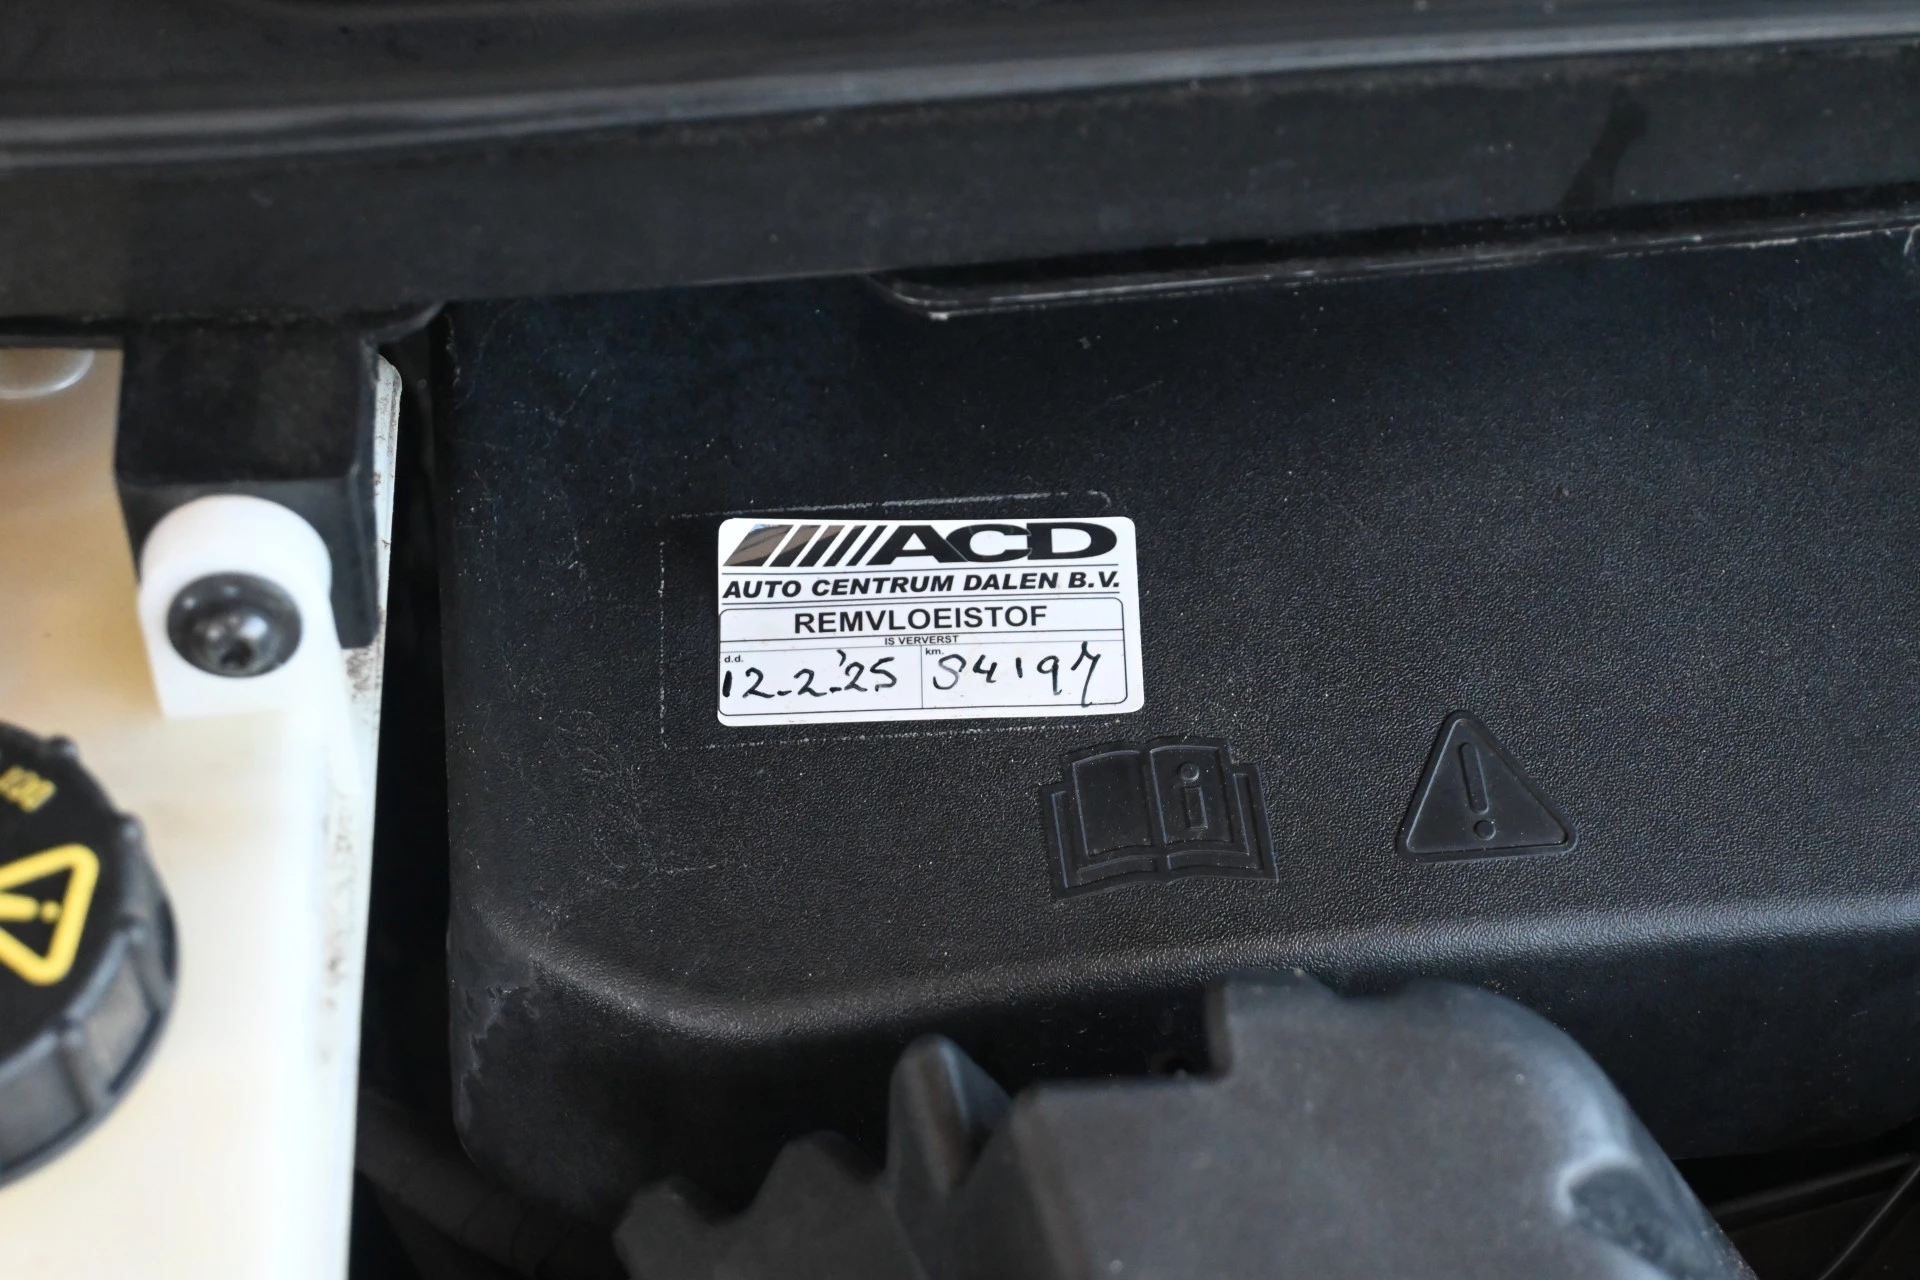 ACD
AUTO CENTRUM DALEN B.V.
REMVLOEISTOF
IS VERVERST
d.d. 12-2-'25 km. 84197